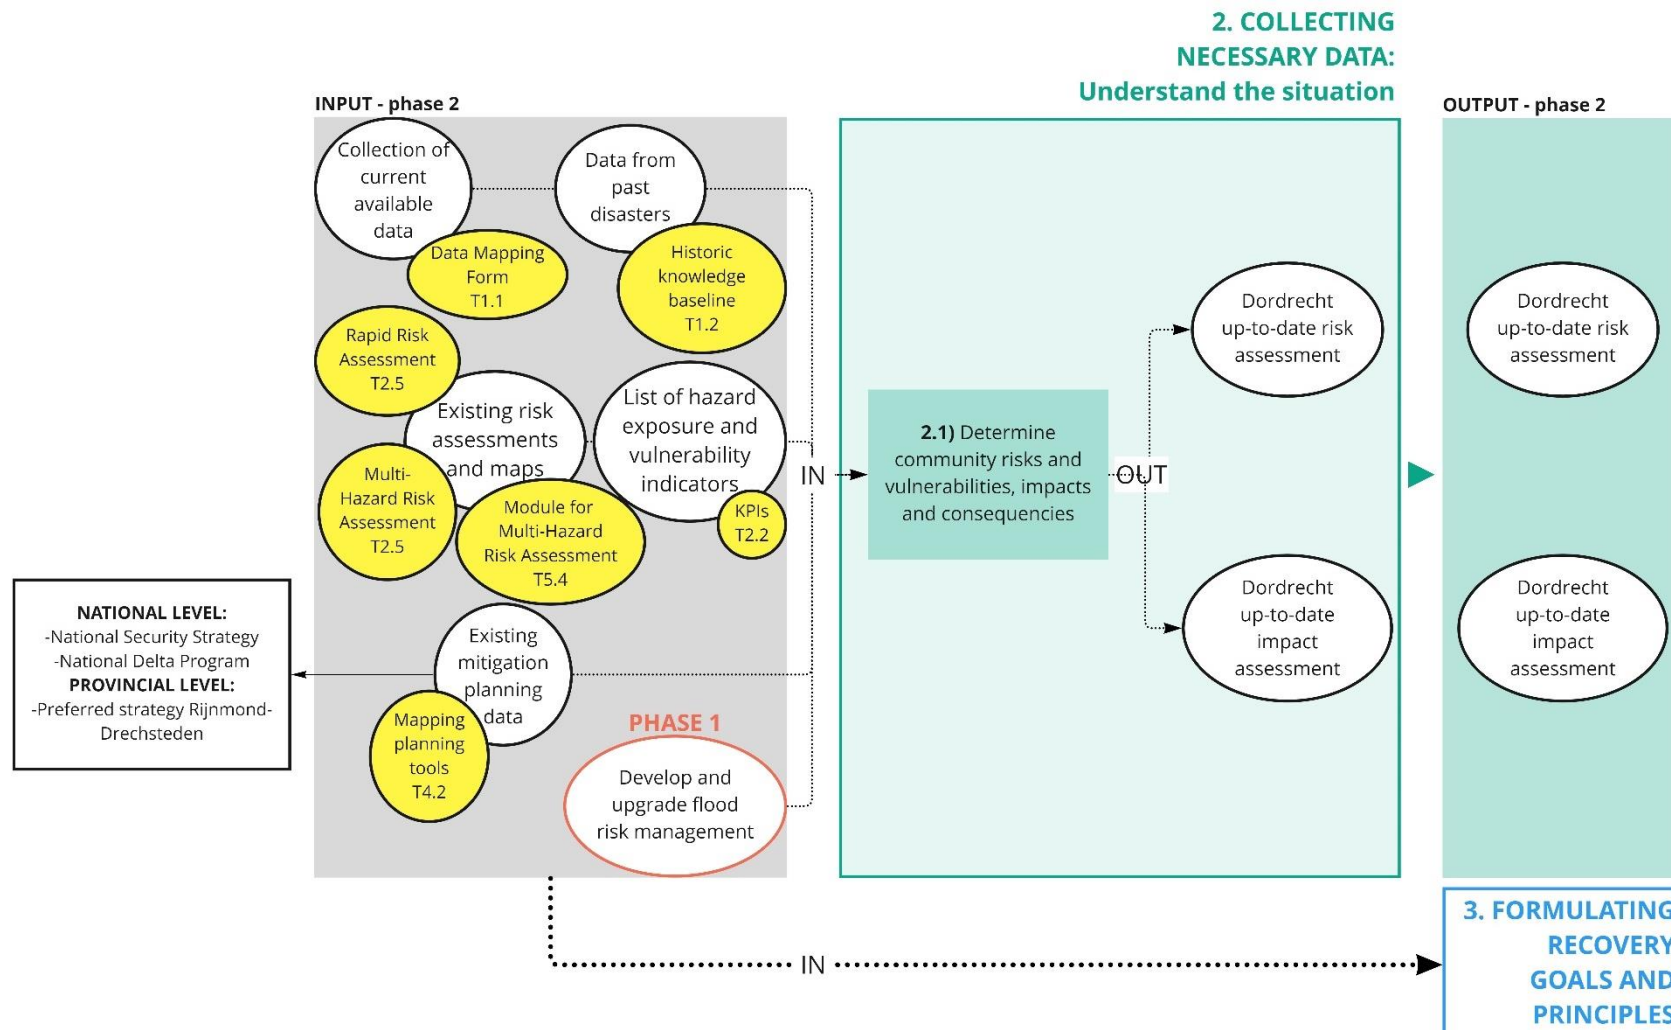 2. COLLECTING
NECESSARY DATA:
Understand the situation
INPUT - phase 2
OUTPUT - phase 2
Collection of
current
available
data
Data from
past
disasters
Data Mapping
Form
T1.1
Historic
knowledge
baseline
T1.2
Rapid Risk
Assessment
T2.5
Existing risk
assessments
and maps
List of hazard
exposure and
vulnerability
indicators
Multi-
Hazard Risk
Assessment
T2.5
Module for
Multi-Hazard
Risk Assessment
T5.4
KPIs
T2.2
IN
2.1) Determine
community risks and
vulnerabilities, impacts
and consequencies
OUT
Dordrecht
up-to-date risk
assessment
Dordrecht
up-to-date
impact
assessment
Dordrecht
up-to-date risk
assessment
Dordrecht
up-to-date
impact
assessment
NATIONAL LEVEL:
-National Security Strategy
-National Delta Program
PROVINCIAL LEVEL:
-Preferred strategy Rijnmond-
Drechsteden
Existing
mitigation
planning
data
Mapping
planning
tools
T4.2
PHASE 1
Develop and
upgrade flood
risk management
IN
3. FORMULATING
RECOVERY
GOALS AND
PRINCIPLES